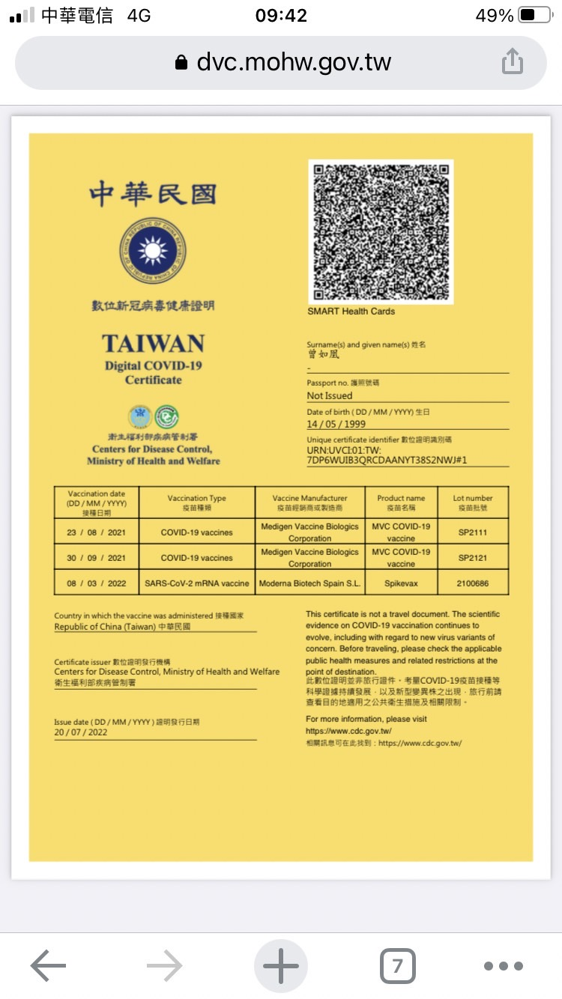 中華電信 4G 09:42 49%
dvc.mohw.gov.tw
中華民國
REPUBLIC OF CHINA
數位新冠病毒健康證明
TAIWAN
Digital COVID-19
Certificate
衛生福利部疾病管制署
Centers for Disease Control,
Ministry of Health and Welfare
SMART Health Cards
Surname(s) and given name(s) 姓名
曾如凰
-
Passport no. 護照號碼
Not Issued
Date of birth ( DD / MM / YYYY) 生日
14 / 05 / 1999
Unique certificate identifier 數位證明識別碼
URN:UVCI:01:TW:
7DP6WUIB3QRCDAANYT38S2NWJ#1
Vaccination date
(DD / MM / YYYY)
接種日期
Vaccination Type
疫苗種類
Vaccine Manufacturer
疫苗經銷商或製造商
Product name
疫苗名稱
Lot number
疫苗批號
23 / 08 / 2021
COVID-19 vaccines
Medigen Vaccine Biologics
Corporation
MVC COVID-19
vaccine
SP2111
30 / 09 / 2021
COVID-19 vaccines
Medigen Vaccine Biologics
Corporation
MVC COVID-19
vaccine
SP2121
08 / 03 / 2022
SARS-CoV-2 mRNA vaccine
Moderna Biotech Spain S.L.
Spikevax
2100686
Country in which the vaccine was administered 接種國家
Republic of China (Taiwan) 中華民國
Certificate issuer 數位證明發行機構
Centers for Disease Control, Ministry of Health and Welfare
衛生福利部疾病管制署
Issue date ( DD / MM / YYYY ) 證明發行日期
20 / 07 / 2022
This certificate is not a travel document. The scientific
evidence on COVID-19 vaccination continues to
evolve, including with regard to new virus variants of
concern. Before traveling, please check the applicable
public health measures and related restrictions at the
point of destination.
此數位證明並非旅行證件。考量COVID-19疫苗接種等
科學證據持續發展，以及新型變異株之出現，旅行前請
查看目的地適用之公共衛生措施及相關限制。
For more information, please visit
https://www.cdc.gov.tw/
相關訊息可在此找到：https://www.cdc.gov.tw/
7